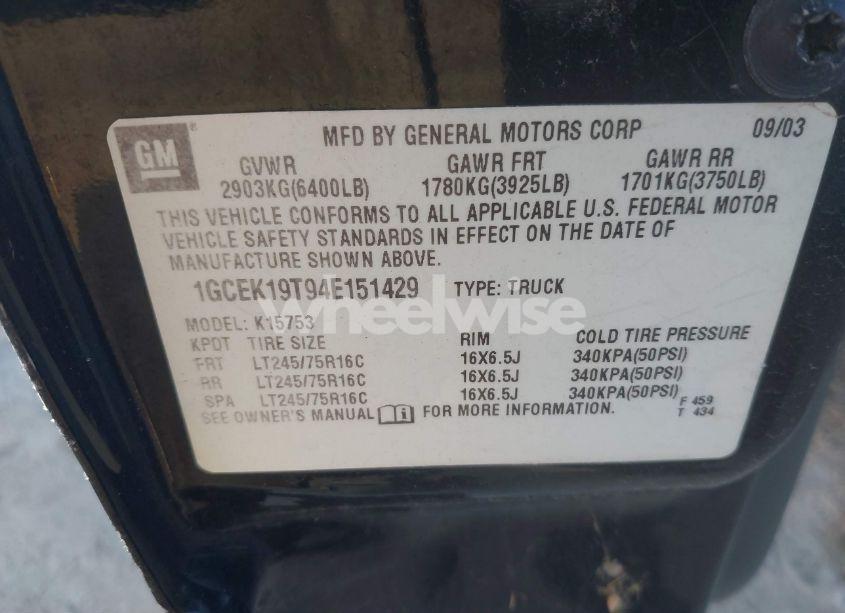 GM
®
MFD BY GENERAL MOTORS CORP 09/03
GVWR GAWR FRT GAWR RR
2903KG(6400LB) 1780KG(3925LB) 1701KG(3750LB)
THIS VEHICLE CONFORMS TO ALL APPLICABLE U.S. FEDERAL MOTOR
VEHICLE SAFETY STANDARDS IN EFFECT ON THE DATE OF
MANUFACTURE SHOWN ABOVE.
1GCEK19T94E151429 TYPE: TRUCK
wheelwise
MODEL: K15753
KPDT TIRE SIZE RIM COLD TIRE PRESSURE
FRT LT245/75R16C 16X6.5J 340KPA(50PSI)
RR LT245/75R16C 16X6.5J 340KPA(50PSI)
SPA LT245/75R16C 16X6.5J 340KPA(50PSI)
SEE OWNER'S MANUAL i FOR MORE INFORMATION.
F 459
T 434